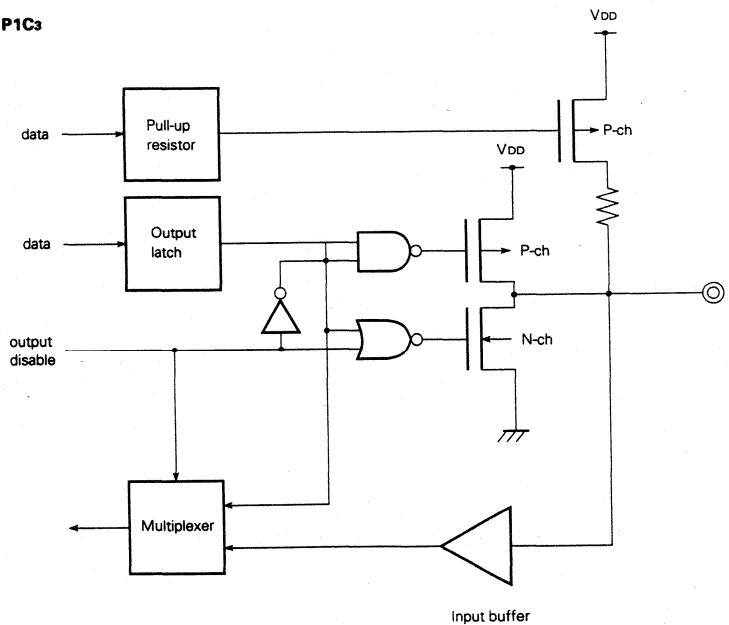 P1C3
VDD
data
Pull-up
resistor
P-ch
VDD
data
Output
latch
P-ch
output
disable
N-ch
Multiplexer
Input buffer